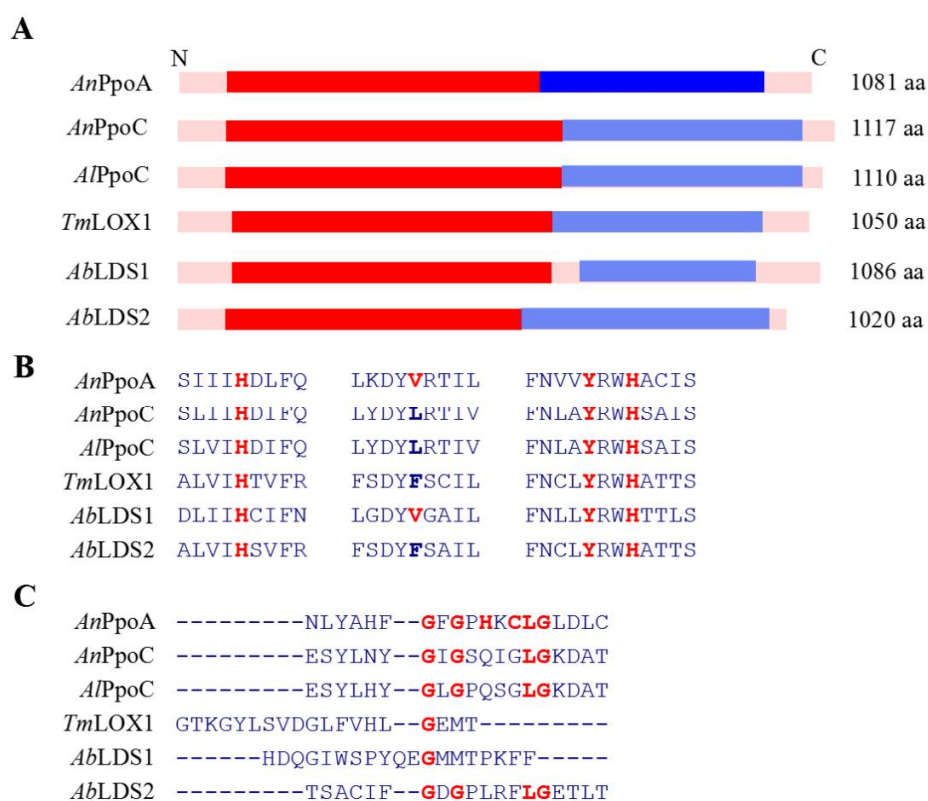 A
N C
AnPpoA 1081 aa
AnPpoC 1117 aa
AlPpoC 1110 aa
TmLOX1 1050 aa
AbLDS1 1086 aa
AbLDS2 1020 aa
B
AnPpoA SIIIHDLFQ LKDYVRTIL FNVVYRWHACIS
AnPpoC SLIIHDIFQ LYDYLRTIV FNLAYRWHSAIS
AlPpoC SLVIHDIFQ LYDYLRTIV FNLAYRWHSAIS
TmLOX1 ALVIHTVFR FSDYFSCIL FNCLYRWHATTS
AbLDS1 DLIIHCIFN LGDYVGAIL FNLLYRWHTTLS
AbLDS2 ALVIHSVFR FSDYFSAIL FNCLYRWHATTS
C
AnPpoA ---------NLYAHF--GFGPHKCLGLDLC
AnPpoC ---------ESYLNY--GIGSQIGLGKDAT
AlPpoC ---------ESYLHY--GLGPQSGLGKDAT
TmLOX1 GTKGYLSVDGLFVHL--GEMT---------
AbLDS1 ------HDQGIWSPYQEGMMTPKFF-----
AbLDS2 ---------TSACIF--GDGPLRFLGETLT